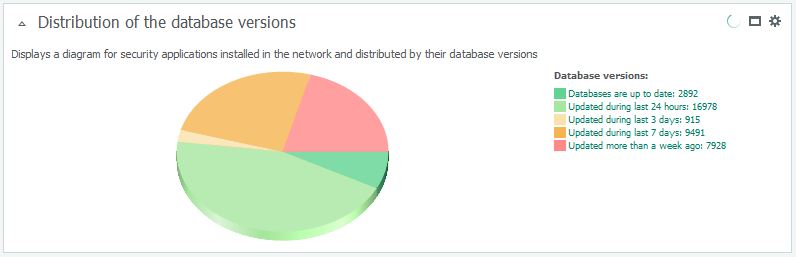 Distribution of the database versions
Displays a diagram for security applications installed in the network and distributed by their database versions
Database versions:
Databases are up to date: 2892
Updated during last 24 hours: 16978
Updated during last 3 days: 915
Updated during last 7 days: 9491
Updated more than a week ago: 7928